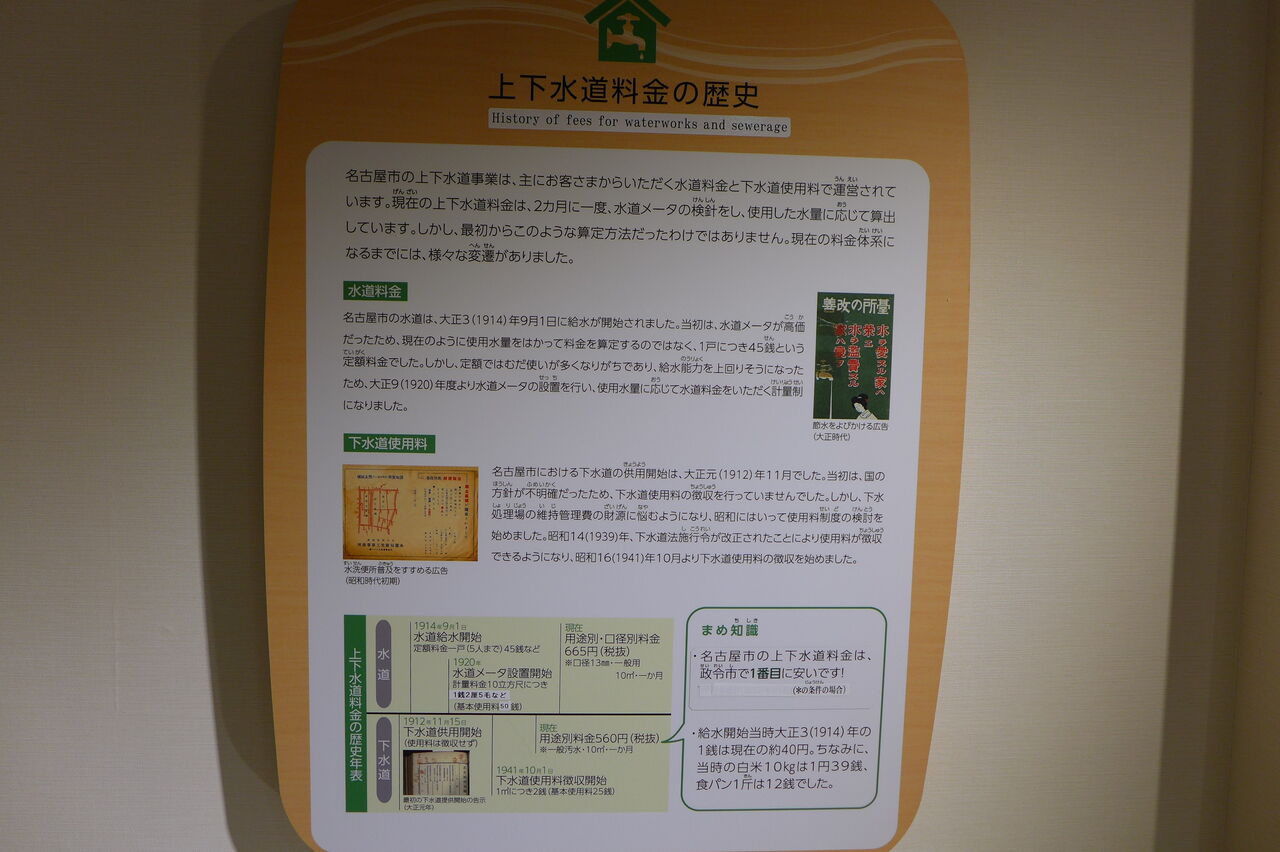 上下水道料金の歴史
History of fees for waterworks and sewerage
名古屋市の上下水道事業は、主にお客さまからいただく水道料金と下水道使用料で運営されて
います。現在の上下水道料金は、2カ月に一度、水道メータの検針をし、使用した水量に応じて算出
しています。しかし、最初からこのような算定方法だったわけではありません。現在の料金体系に
なるまでには、様々な変遷がありました。
水道料金
名古屋市の水道は、大正3(1914)年9月1日に給水が開始されました。当初は、水道メータが高価
だったため、現在のように使用水量をはかって料金を算定するのではなく、1戸につき45銭という
定額料金でした。しかし、定額ではむだ使いが多くなりがちであり、給水能力を上回りそうになった
ため、大正9(1920)年度より水道メータの設置を行い、使用水量に応じて水道料金をいただく計量制
になりました。
善改の所臺
水ヲ愛スル家ハ
榮エ
水ヲ濫費スル
家ハ憂フ
節水をよびかける広告
(大正時代)
下水道使用料
名古屋市における下水道の供用開始は、大正元(1912)年11月でした。当初は、国の
方針が不明確だったため、下水道使用料の徴収を行っていませんでした。しかし、下水
処理場の維持管理費の財源に悩むようになり、昭和にはいって使用料制度の検討を
始めました。昭和14(1939)年、下水道法施行令が改正されたことにより使用料が徴収
できるようになり、昭和16(1941)年10月より下水道使用料の徴収を始めました。
水洗便所普及をすすめる広告
(昭和時代初期)
上下水道料金の歴史年表
水道
1914年9月1日
水道給水開始
定額料金一戸(5人まで)45銭など
1920年
水道メータ設置開始
計量料金10立方尺につき
1銭2厘5毛など
(基本使用料50銭)
現在
用途別・口径別料金
665円(税抜)
※口径13㎜・一般用
10㎥・一か月
下水道
1912年11月15日
下水道供用開始
(使用料は徴収せず)
最初の下水道提供開始の告示
(大正元年)
1941年10月1日
下水道使用料徴収開始
1㎥につき2銭(基本使用料25銭)
現在
用途別料金560円(税抜)
※一般汚水・10㎥・一か月
まめ知識
・名古屋市の上下水道料金は、
政令市で1番目に安いです!
(※の条件の場合)
・給水開始当時大正3(1914)年の
1銭は現在の約40円。ちなみに、
当時の白米10kgは1円39銭、
食パン1斤は12銭でした。